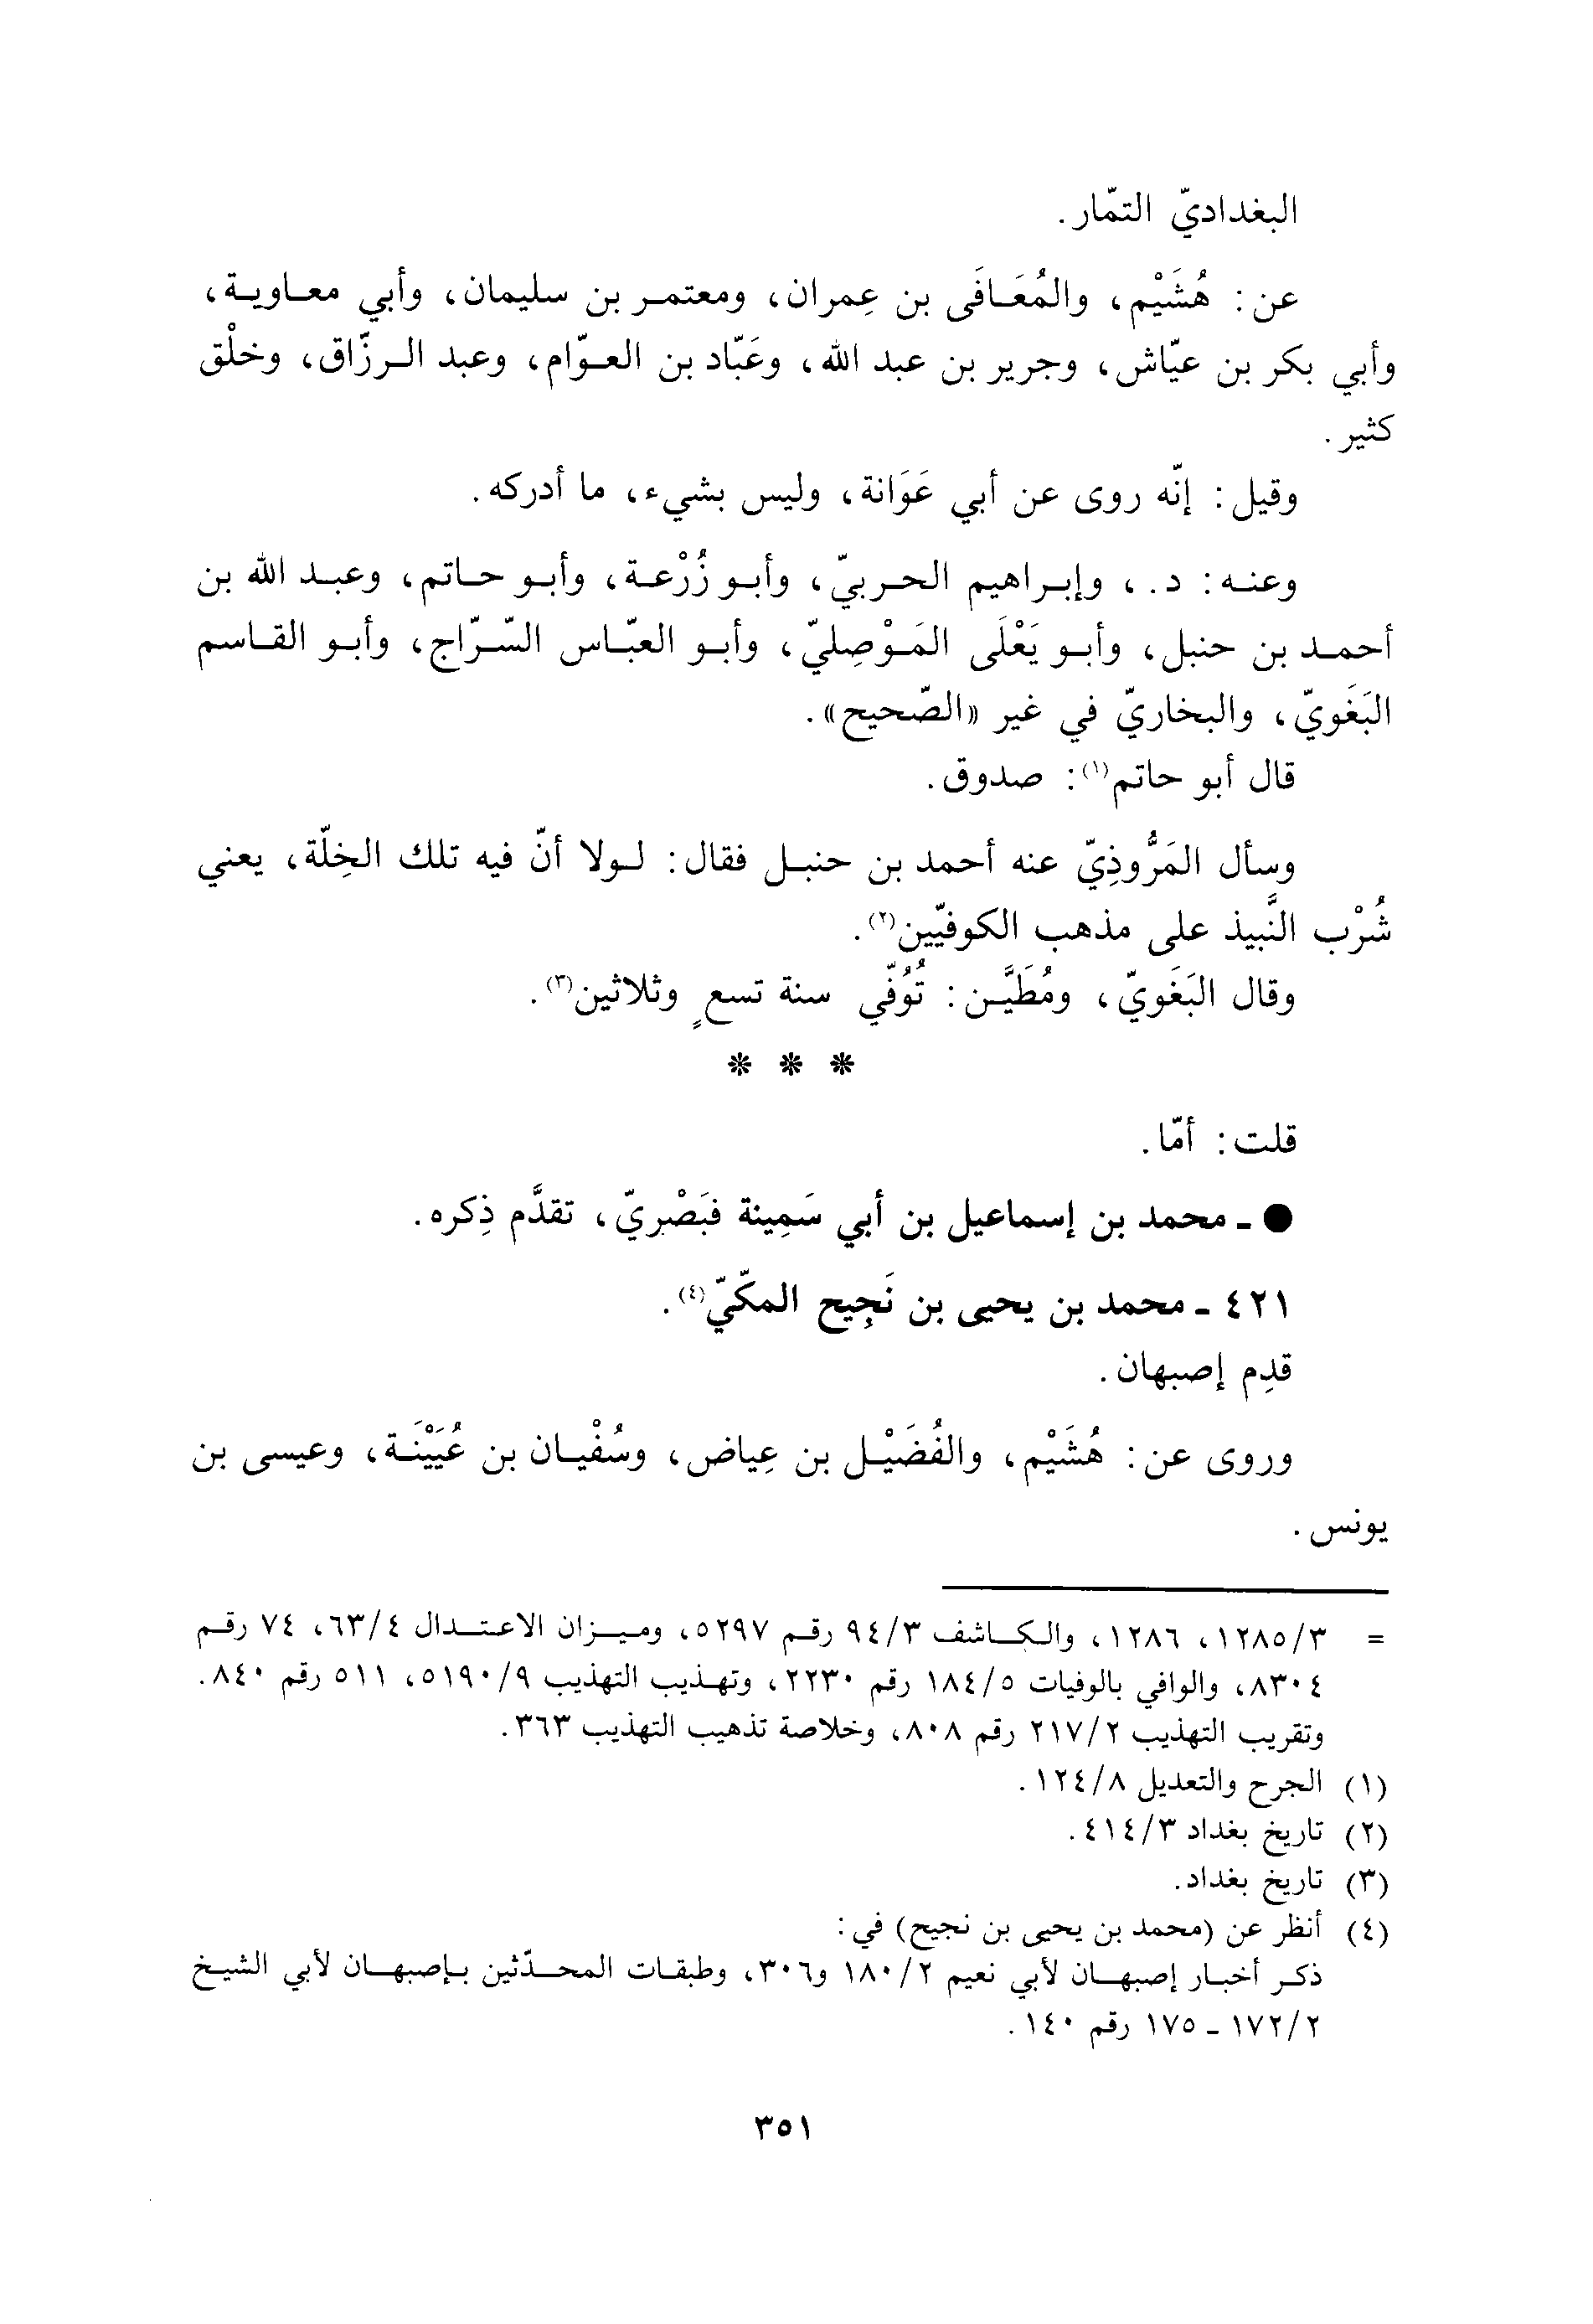 البغداديّ التمّار.
عن: هُشَيْم، والمُعَافَى بن عِمران، ومعتمر بن سليمان، وأبي معاوية،
وأبي بكر بن عيّاش، وجرير بن عبد الله، وعَبّاد بن العوّام، وعبد الرزّاق، وخلْق
كثير.
وقيل: إنّه روى عن أبي عَوَانة، وليس بشيء، ما أدركه.
وعنه: د.، وإبراهيم الحربيّ، وأبو زُرْعة، وأبو حاتم، وعبد الله بن
أحمد بن حنبل، وأبو يَعْلَى المَوْصِليّ، وأبو العبّاس السّرّاج، وأبو القاسم
البَغَويّ، والبخاريّ في غير «الصّحيح».
قال أبو حاتم(١): صدوق.
وسأل المَرُّوذِيّ عنه أحمد بن حنبل فقال: لولا أنّ فيه تلك الخِلّة، يعني
شُرْب النَّبيذ على مذهب الكوفيّين(٢).
وقال البَغَويّ، ومُطَيَّن: تُوُفّي سنة تسعٍ وثلاثين(٣).
* * *
قلت: أمّا.
● ـ محمد بن إسماعيل بن أبي سَمِينة فبَصْريّ، تقدَّم ذِكره.
٤٢١ ـ محمد بن يحيى بن نَجِيح المكّيّ(٤).
قدِم إصبهان.
وروى عن: هُشَيْم، والفُضَيْل بن عِياض، وسُفْيان بن عُيَيْنَة، وعيسى بن
يونس.
= ١٢٨٥/٣، ١٢٨٦، والكاشف ٩٤/٣ رقم ٥٢٩٧، وميزان الاعتدال ٦٣/٤، ٧٤ رقم
٨٣٠٤، والوافي بالوفيات ١٨٤/٥ رقم ٢٢٣٠، وتهذيب التهذيب ٥١٩٠/٩، ٥١١ رقم ٨٤٠.
وتقريب التهذيب ٢١٧/٢ رقم ٨٠٨، وخلاصة تذهيب التهذيب ٣٦٣.
(١) الجرح والتعديل ١٢٤/٨.
(٢) تاريخ بغداد ٤١٤/٣.
(٣) تاريخ بغداد.
(٤) أنظر عن (محمد بن يحيى بن نجيح) في:
ذكر أخبار إصبهان لأبي نعيم ١٨٠/٢ و٣٠٦، وطبقات المحدّثين بإصبهان لأبي الشيخ
١٧٢/٢ ـ ١٧٥ رقم ١٤٠.
٣٥١